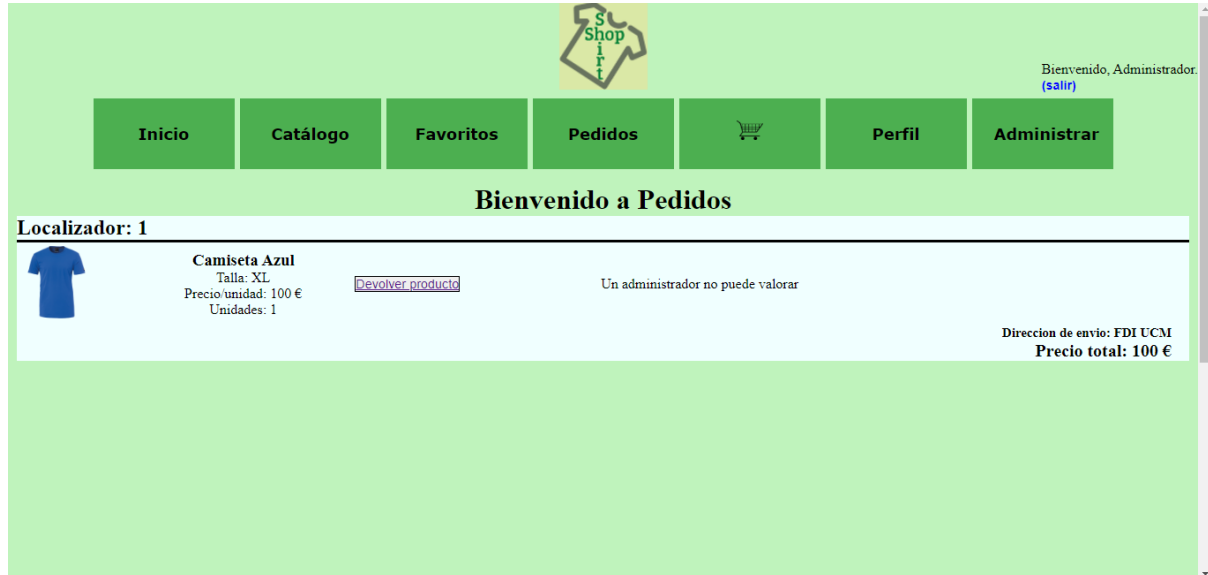 Su
Shop
i
r
t
Bienvenido, Administrador.
(salir)
Inicio
Catálogo
Favoritos
Pedidos
Perfil
Administrar
Bienvenido a Pedidos
Localizador: 1
Camiseta Azul
Talla: XL
Precio/unidad: 100 €
Unidades: 1
Devolver producto
Un administrador no puede valorar
Direccion de envio: FDI UCM
Precio total: 100 €